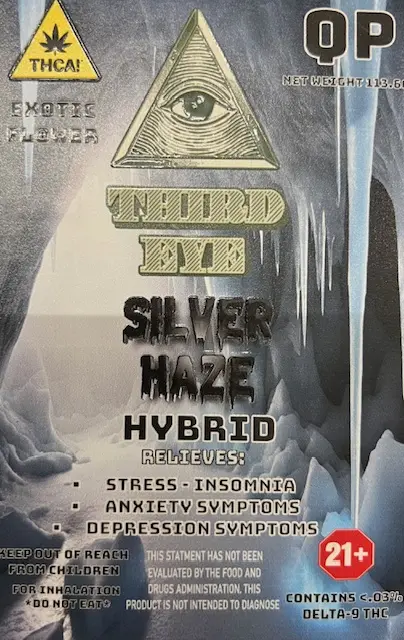 THCA!
QP
NET WEIGHT 113.6
EXOTIC
FLOWER
THIRD
EYE
SILVER
HAZE
HYBRID
RELIEVES:
▪ STRESS - INSOMNIA
▪ ANXIETY SYMPTOMS
▪ DEPRESSION SYMPTOMS
KEEP OUT OF REACH
FROM CHILDREN
FOR INHALATION
*DO NOT EAT*
THIS STATMENT HAS NOT BEEN
EVALUATED BY THE FOOD AND
DRUGS ADMINISTRATION, THIS
PRODUCT IS NOT INTENDED TO DIAGNOSE
21+
CONTAINS <.03%
DELTA-9 THC